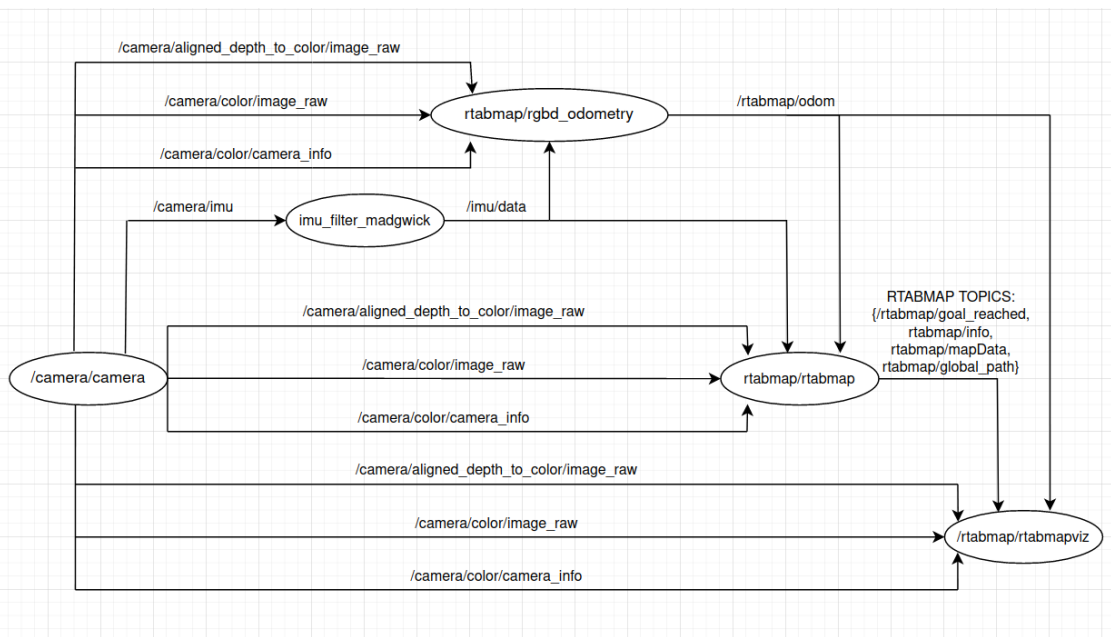 /camera/aligned_depth_to_color/image_raw
/camera/color/image_raw
rtabmap/rgbd_odometry
/rtabmap/odom
/camera/color/camera_info
/camera/imu
imu_filter_madgwick
/imu/data
RTABMAP TOPICS:
{/rtabmap/goal_reached,
rtabmap/info,
rtabmap/mapData,
rtabmap/global_path}
/camera/aligned_depth_to_color/image_raw
/camera/color/image_raw
/camera/camera
rtabmap/rtabmap
/camera/color/camera_info
/camera/aligned_depth_to_color/image_raw
/camera/color/image_raw
/rtabmap/rtabmapviz
/camera/color/camera_info